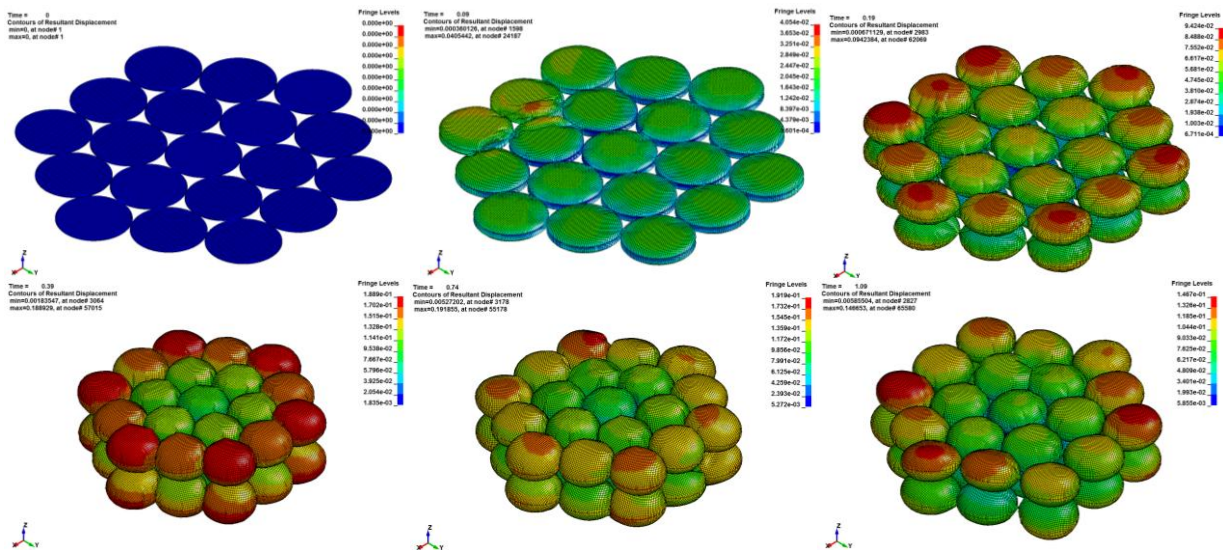 Time = 0
Contours of Resultant Displacement
min=0, at node# 1
max=0, at node# 1
Fringe Levels
0.000e+00
0.000e+00
0.000e+00
0.000e+00
0.000e+00
0.000e+00
0.000e+00
0.000e+00
0.000e+00
0.000e+00
Z
X
Y
Time = 0.09
Contours of Resultant Displacement
min=0.000360126, at node# 1598
max=0.0405442, at node# 24187
Fringe Levels
4.054e-02
3.653e-02
3.251e-02
2.849e-02
2.447e-02
2.045e-02
1.643e-02
1.242e-02
8.397e-03
4.379e-03
Z
X
Y
Time = 0.19
Contours of Resultant Displacement
min=0.000671129, at node# 2983
max=0.0942384, at node# 62069
Fringe Levels
9.424e-02
8.488e-02
7.552e-02
6.617e-02
5.681e-02
4.745e-02
3.810e-02
2.874e-02
1.938e-02
1.003e-02
6.711e-04
Z
X
Y
Time = 0.39
Contours of Resultant Displacement
min=0.00183547, at node# 3064
max=0.188929, at node# 57015
Fringe Levels
1.889e-01
1.702e-01
1.515e-01
1.328e-01
1.141e-01
9.538e-02
7.667e-02
5.796e-02
3.925e-02
2.054e-02
1.835e-03
Z
X
Y
Time = 0.74
Contours of Resultant Displacement
min=0.00527202, at node# 3178
max=0.191855, at node# 55178
Fringe Levels
1.919e-01
1.732e-01
1.545e-01
1.359e-01
1.172e-01
9.856e-02
7.991e-02
6.125e-02
4.259e-02
2.393e-02
5.272e-03
Z
X
Y
Time = 1.09
Contours of Resultant Displacement
min=0.00585504, at node# 2827
max=0.146653, at node# 65580
Fringe Levels
1.467e-01
1.326e-01
1.185e-01
1.044e-01
9.033e-02
7.625e-02
6.217e-02
4.809e-02
3.401e-02
1.993e-02
5.855e-03
Z
X
Y